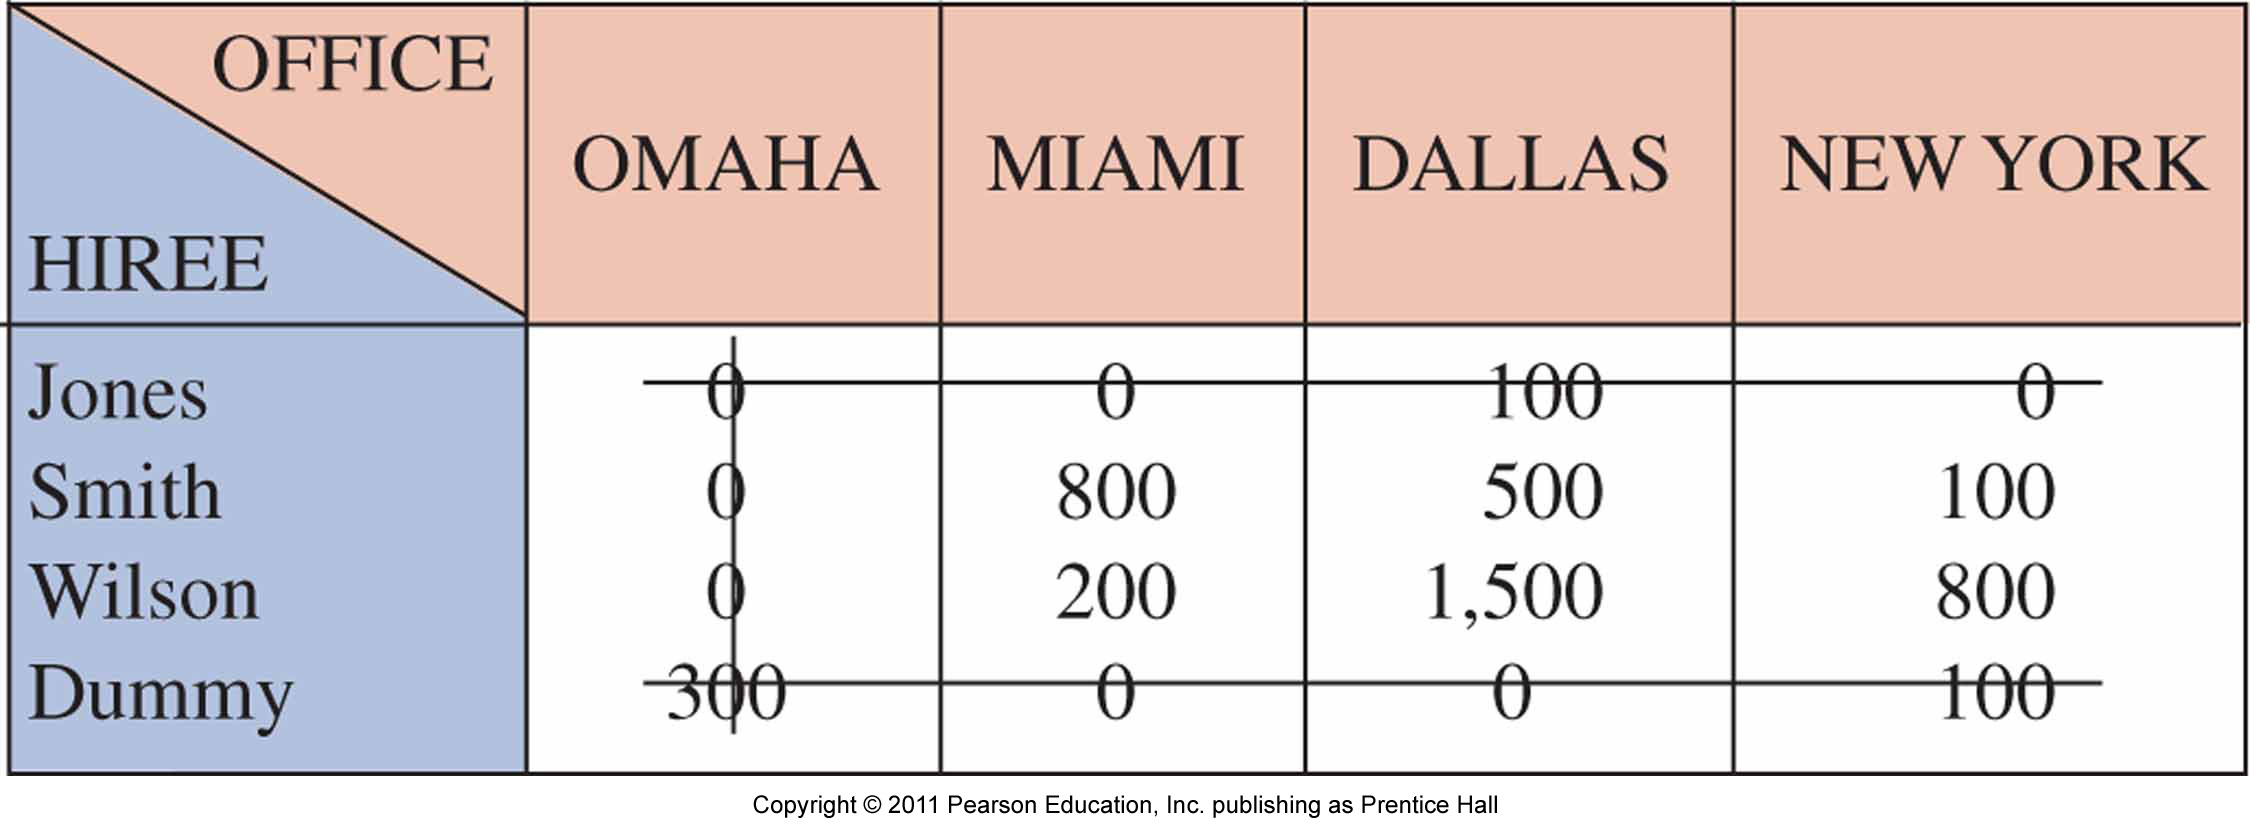 OFFICE
HIREE
OMAHA MIAMI DALLAS NEW YORK
Jones 0 0 100 0
Smith 0 800 500 100
Wilson 0 200 1,500 800
Dummy 300 0 0 100
Copyright © 2011 Pearson Education, Inc. publishing as Prentice Hall